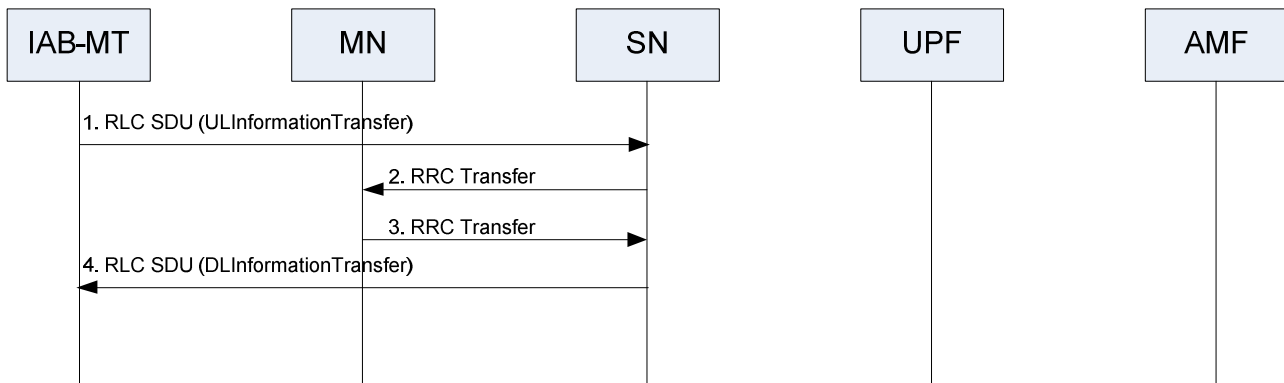 IAB-MT
MN
SN
UPF
AMF
1. RLC SDU (ULInformationTransfer)
2. RRC Transfer
3. RRC Transfer
4. RLC SDU (DLInformationTransfer)